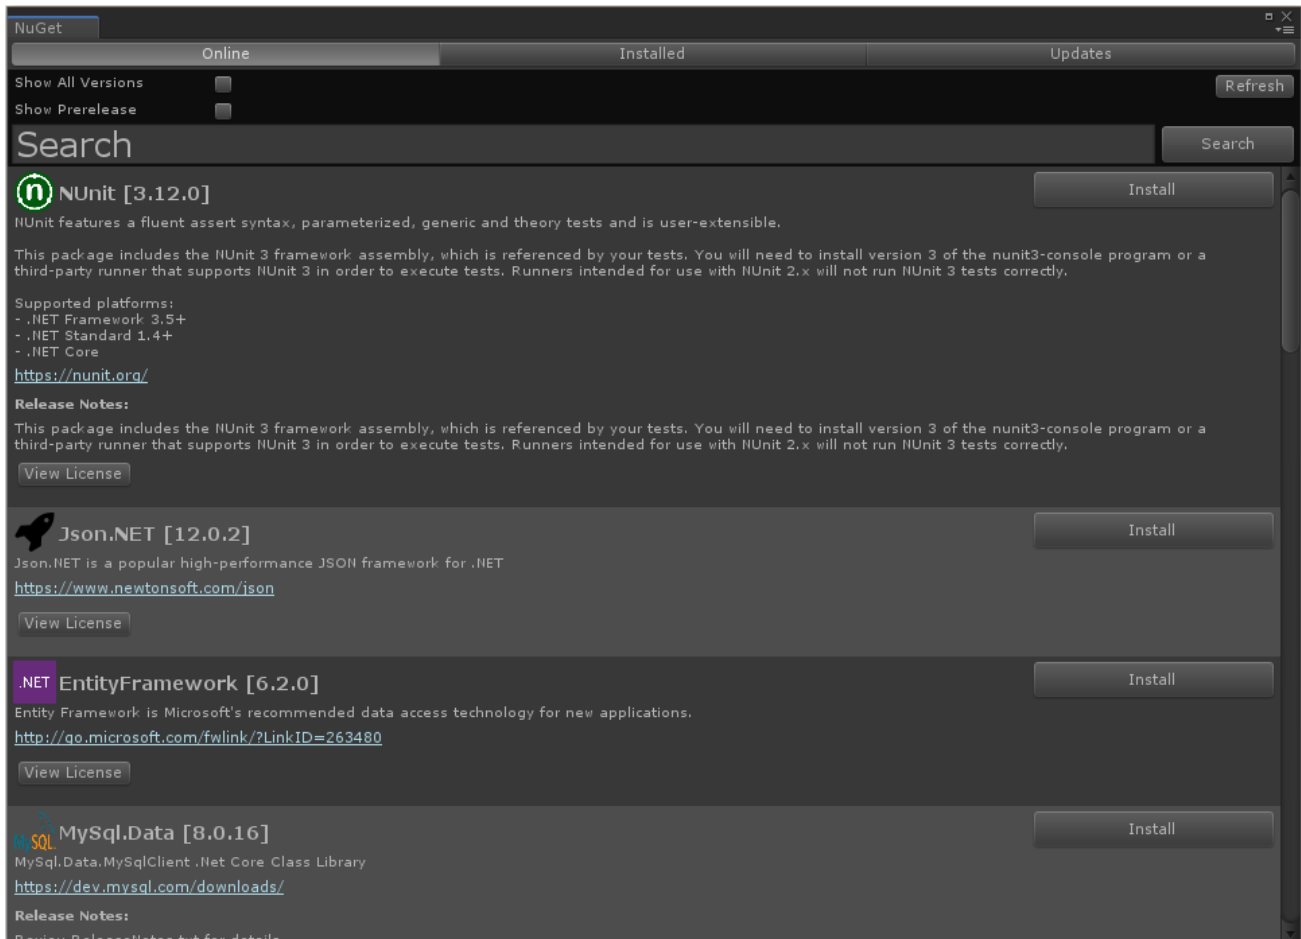 NuGet
Online
Installed
Updates
Show All Versions
Refresh
Show Prerelease
Search
Search
n
NUnit [3.12.0]
Install
NUnit features a fluent assert syntax, parameterized, generic and theory tests and is user-extensible.
This package includes the NUnit 3 framework assembly, which is referenced by your tests. You will need to install version 3 of the nunit3-console program or a
third-party runner that supports NUnit 3 in order to execute tests. Runners intended for use with NUnit 2.x will not run NUnit 3 tests correctly.
Supported platforms:
- .NET Framework 3.5+
- .NET Standard 1.4+
- .NET Core
https://nunit.org/
Release Notes:
This package includes the NUnit 3 framework assembly, which is referenced by your tests. You will need to install version 3 of the nunit3-console program or a
third-party runner that supports NUnit 3 in order to execute tests. Runners intended for use with NUnit 2.x will not run NUnit 3 tests correctly.
View License
Json.NET [12.0.2]
Install
Json.NET is a popular high-performance JSON framework for .NET
https://www.newtonsoft.com/json
View License
.NET
EntityFramework [6.2.0]
Install
Entity Framework is Microsoft's recommended data access technology for new applications.
http://go.microsoft.com/fwlink/?LinkID=263480
View License
MySQL
MySql.Data [8.0.16]
Install
MySql.Data.MySqlClient .Net Core Class Library
https://dev.mysql.com/downloads/
Release Notes:
Review ReleaseNotes.txt for details